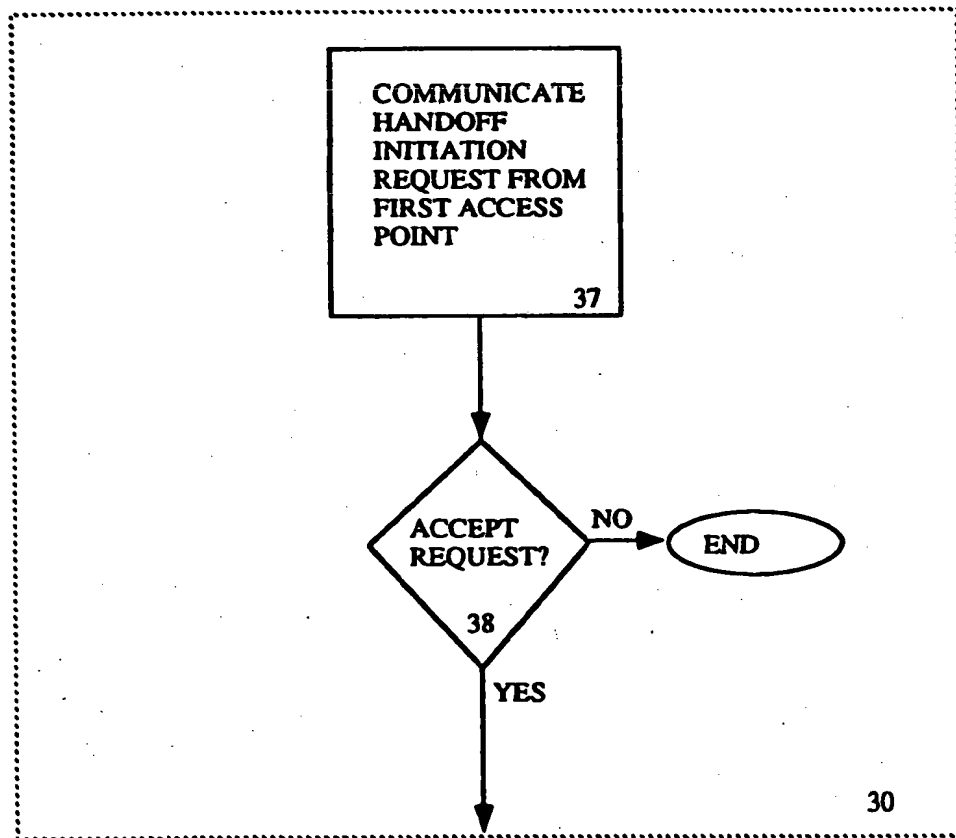 COMMUNICATE
HANDOFF
INITIATION
REQUEST FROM
FIRST ACCESS
POINT
37
ACCEPT
REQUEST?
38
NO
END
YES
30